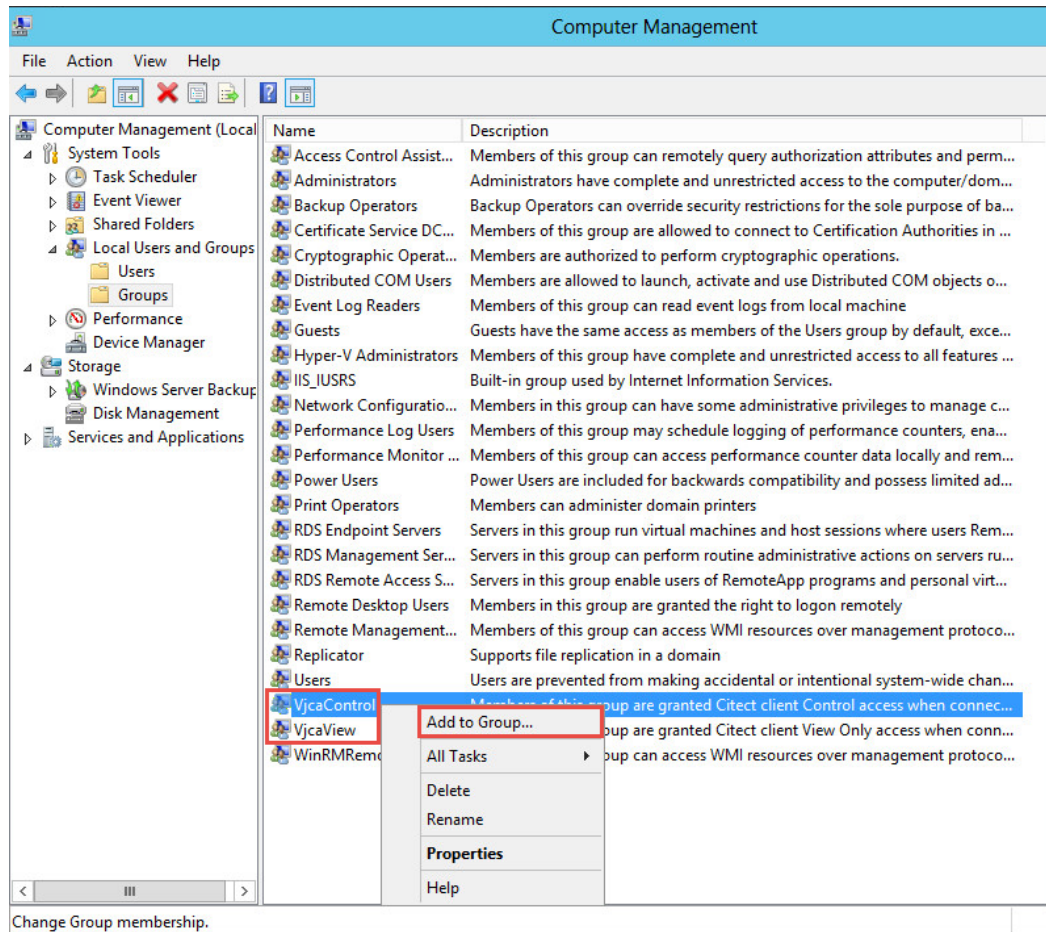 Computer Management
File Action View Help
Computer Management (Local
System Tools
Task Scheduler
Event Viewer
Shared Folders
Local Users and Groups
Users
Groups
Performance
Device Manager
Storage
Windows Server Backup
Disk Management
Services and Applications
Name Description
Access Control Assist... Members of this group can remotely query authorization attributes and perm...
Administrators Administrators have complete and unrestricted access to the computer/dom...
Backup Operators Backup Operators can override security restrictions for the sole purpose of ba...
Certificate Service DC... Members of this group are allowed to connect to Certification Authorities in ...
Cryptographic Operat... Members are authorized to perform cryptographic operations.
Distributed COM Users Members are allowed to launch, activate and use Distributed COM objects o...
Event Log Readers Members of this group can read event logs from local machine
Guests Guests have the same access as members of the Users group by default, exce...
Hyper-V Administrators Members of this group have complete and unrestricted access to all features ...
IIS_IUSRS Built-in group used by Internet Information Services.
Network Configuratio... Members in this group can have some administrative privileges to manage c...
Performance Log Users Members of this group may schedule logging of performance counters, ena...
Performance Monitor ... Members of this group can access performance counter data locally and rem...
Power Users Power Users are included for backwards compatibility and possess limited ad...
Print Operators Members can administer domain printers
RDS Endpoint Servers Servers in this group run virtual machines and host sessions where users Rem...
RDS Management Ser... Servers in this group can perform routine administrative actions on servers ru...
RDS Remote Access S... Servers in this group enable users of RemoteApp programs and personal virt...
Remote Desktop Users Members in this group are granted the right to logon remotely
Remote Management... Members of this group can access WMI resources over management protoco...
Replicator Supports file replication in a domain
Users Users are prevented from making accidental or intentional system-wide chan...
VjcaControl Members of this group are granted Citect client Control access when connec...
VjcaView oup are granted Citect client View Only access when conn...
WinRMRemo oup can access WMI resources over management protoco...
Add to Group...
All Tasks
Delete
Rename
Properties
Help
Change Group membership.